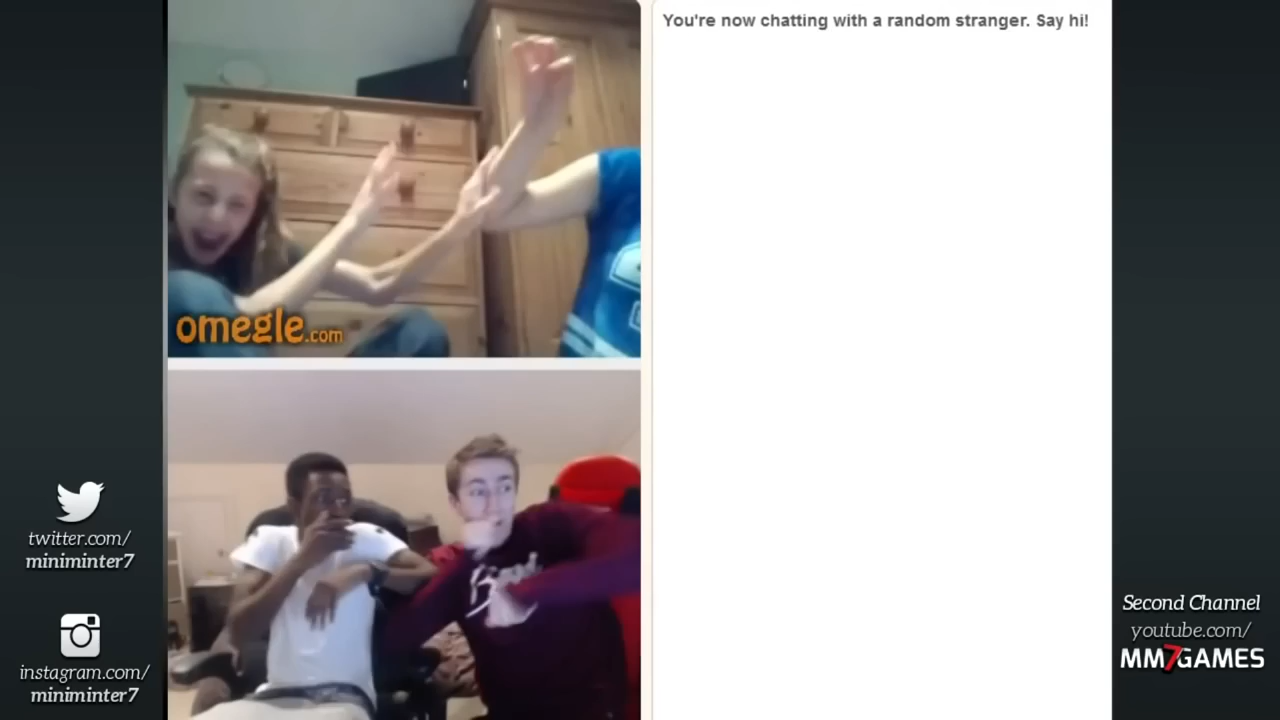 You're now chatting with a random stranger. Say hi!
omegle.com
twitter.com/
miniminter7
instagram.com/
miniminter7
Second Channel
youtube.com/
MM7GAMES